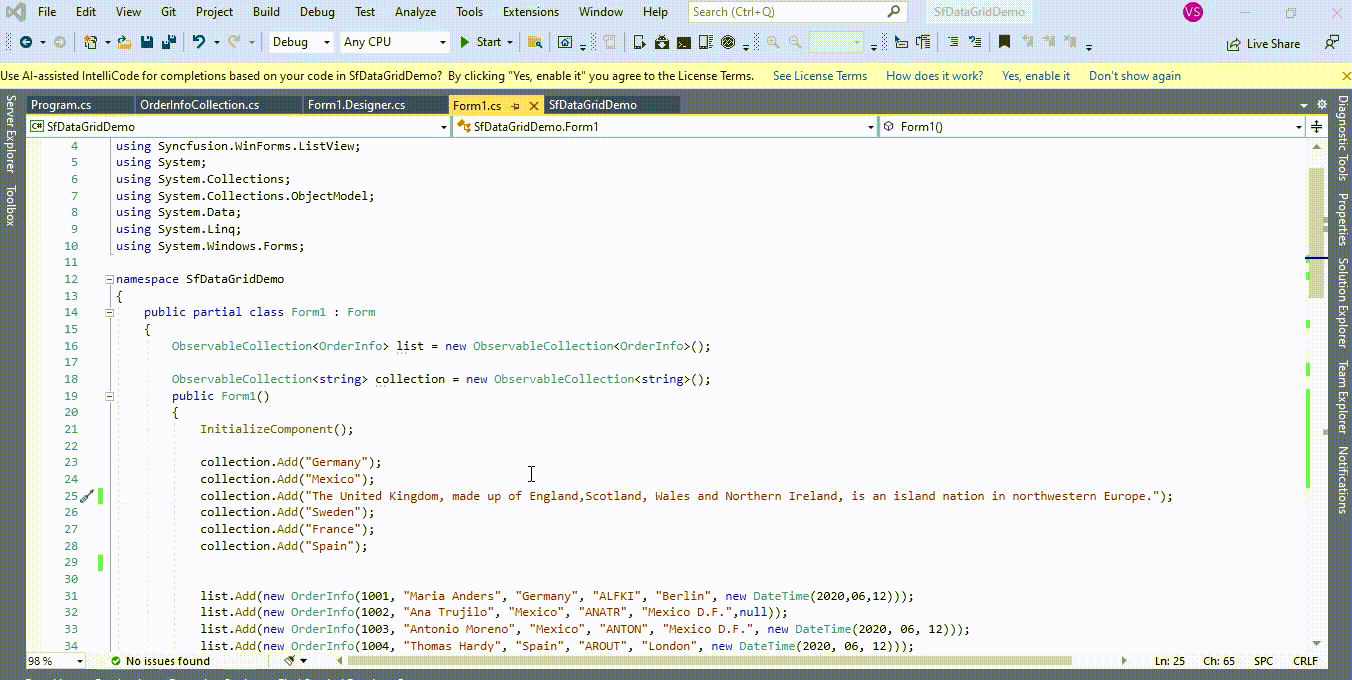 File Edit View Git Project Build Debug Test Analyze Tools Extensions Window Help Search (Ctrl+Q) SfDataGridDemo VS
Debug Any CPU Start Live Share
Use AI-assisted IntelliCode for completions based on your code in SfDataGridDemo? By clicking "Yes, enable it" you agree to the License Terms. See License Terms How does it work? Yes, enable it Don't show again
Program.cs OrderInfoCollection.cs Form1.Designer.cs Form1.cs SfDataGridDemo
C# SfDataGridDemo SfDataGridDemo.Form1 Form1()
Server Explorer
Toolbox
4 using Syncfusion.WinForms.ListView;
5 using System;
6 using System.Collections;
7 using System.Collections.ObjectModel;
8 using System.Data;
9 using System.Linq;
10 using System.Windows.Forms;
11
12 namespace SfDataGridDemo
13 {
14 public partial class Form1 : Form
15 {
16 ObservableCollection<OrderInfo> list = new ObservableCollection<OrderInfo>();
17
18 ObservableCollection<string> collection = new ObservableCollection<string>();
19 public Form1()
20 {
21 InitializeComponent();
22
23 collection.Add("Germany");
24 collection.Add("Mexico");
25 collection.Add("The United Kingdom, made up of England,Scotland, Wales and Northern Ireland, is an island nation in northwestern Europe.");
26 collection.Add("Sweden");
27 collection.Add("France");
28 collection.Add("Spain");
29
30
31 list.Add(new OrderInfo(1001, "Maria Anders", "Germany", "ALFKI", "Berlin", new DateTime(2020,06,12)));
32 list.Add(new OrderInfo(1002, "Ana Trujilo", "Mexico", "ANATR", "Mexico D.F.",null));
33 list.Add(new OrderInfo(1003, "Antonio Moreno", "Mexico", "ANTON", "Mexico D.F.", new DateTime(2020, 06, 12)));
34 list.Add(new OrderInfo(1004, "Thomas Hardy", "Spain", "AROUT", "London", new DateTime(2020, 06, 12)));
Diagnostic Tools
Properties
Solution Explorer
Team Explorer
Notifications
98 % No issues found Ln: 25 Ch: 65 SPC CRLF